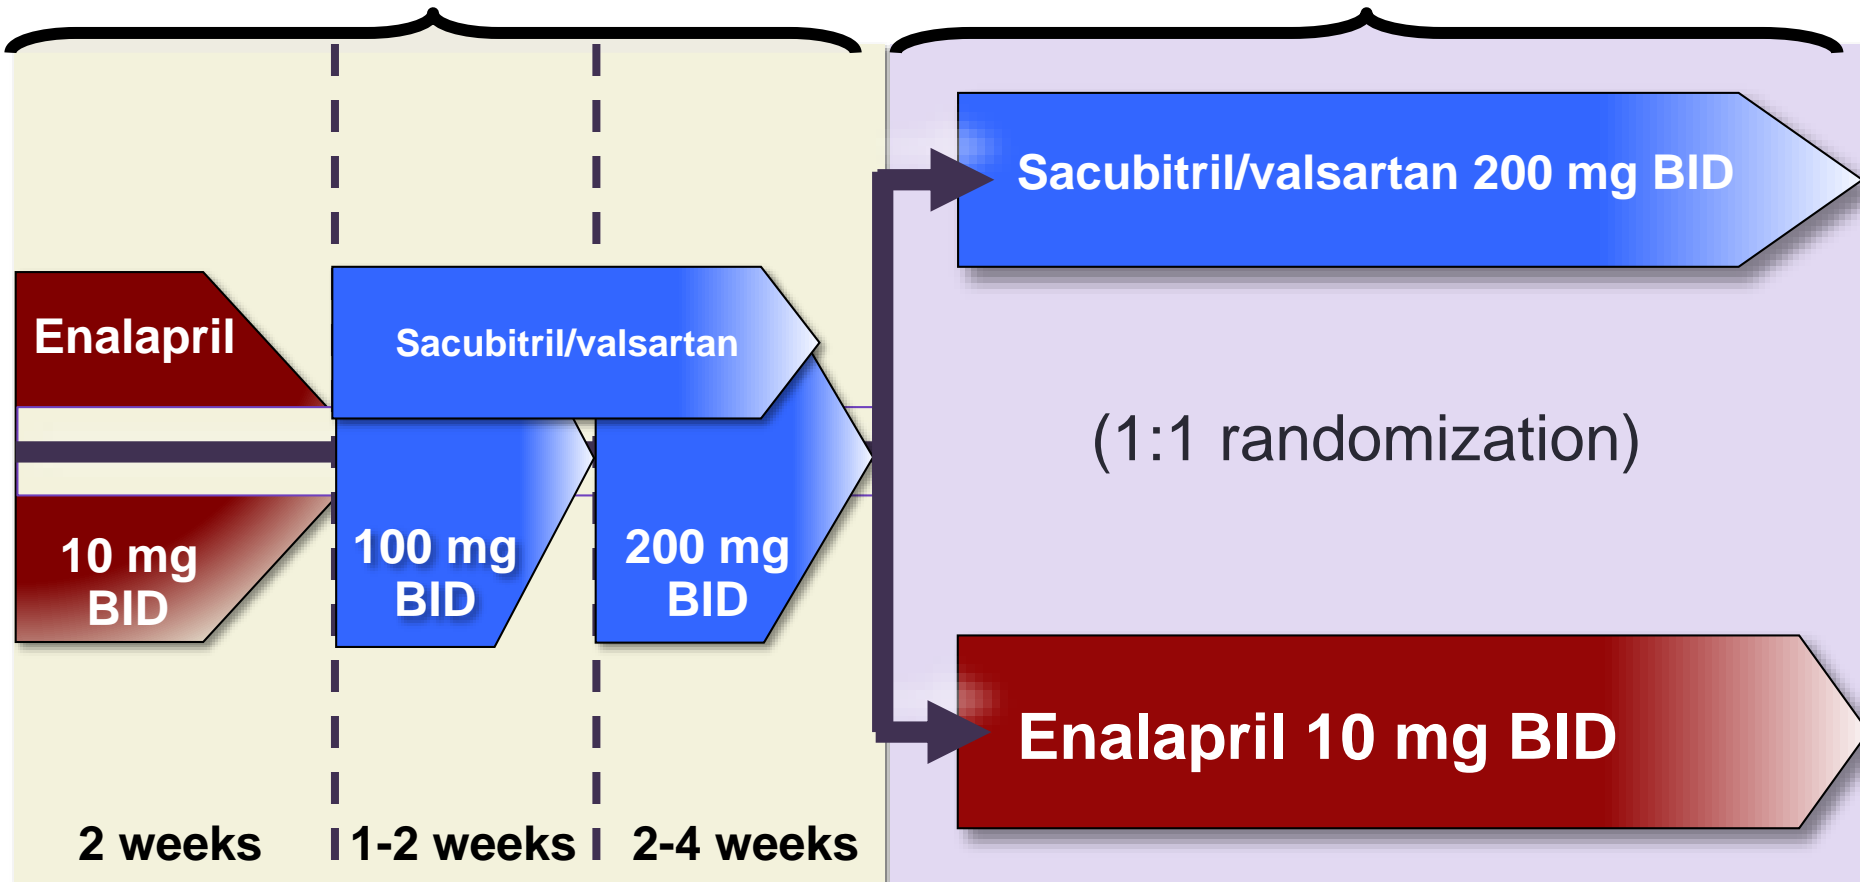 Enalapril
10 mg
BID
Sacubitril/valsartan
100 mg
BID
200 mg
BID
2 weeks
1-2 weeks
2-4 weeks
Sacubitril/valsartan 200 mg BID
(1:1 randomization)
Enalapril 10 mg BID